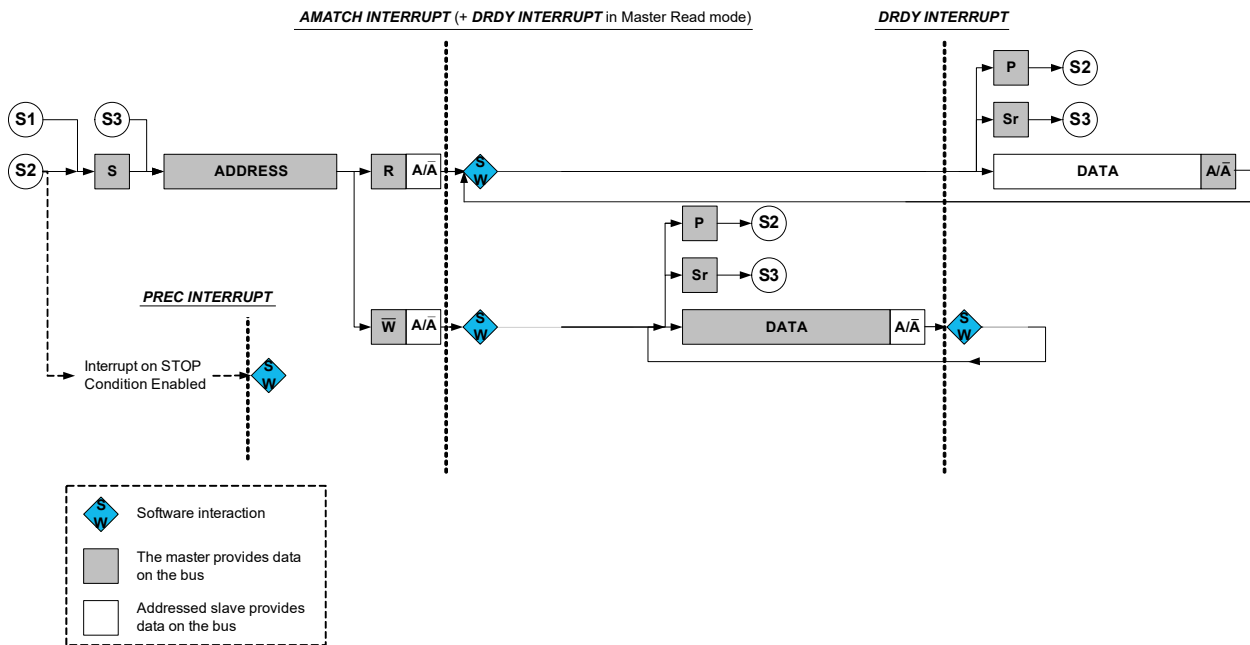 AMATCH INTERRUPT (+ DRDY INTERRUPT in Master Read mode)
DRDY INTERRUPT
P
S2
S1
S3
Sr
S3
S2
S
ADDRESS
R
A/A̅
S
W
DATA
A/A̅
P
S2
Sr
S3
PREC INTERRUPT
W̅
A/A̅
S
W
DATA
A/A̅
S
W
Interrupt on STOP
Condition Enabled
S
W
S
W
Software interaction
The master provides data
on the bus
Addressed slave provides
data on the bus